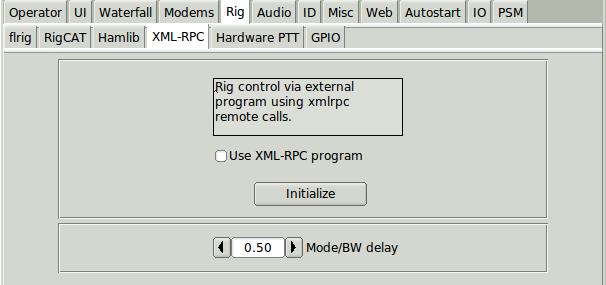 Operator UI Waterfall Modems Rig Audio ID Misc Web Autostart IO PSM
flrig RigCAT Hamlib XML-RPC Hardware PTT GPIO
Rig control via external
program using xmlrpc
remote calls.
Use XML-RPC program
Initialize
0.50 Mode/BW delay